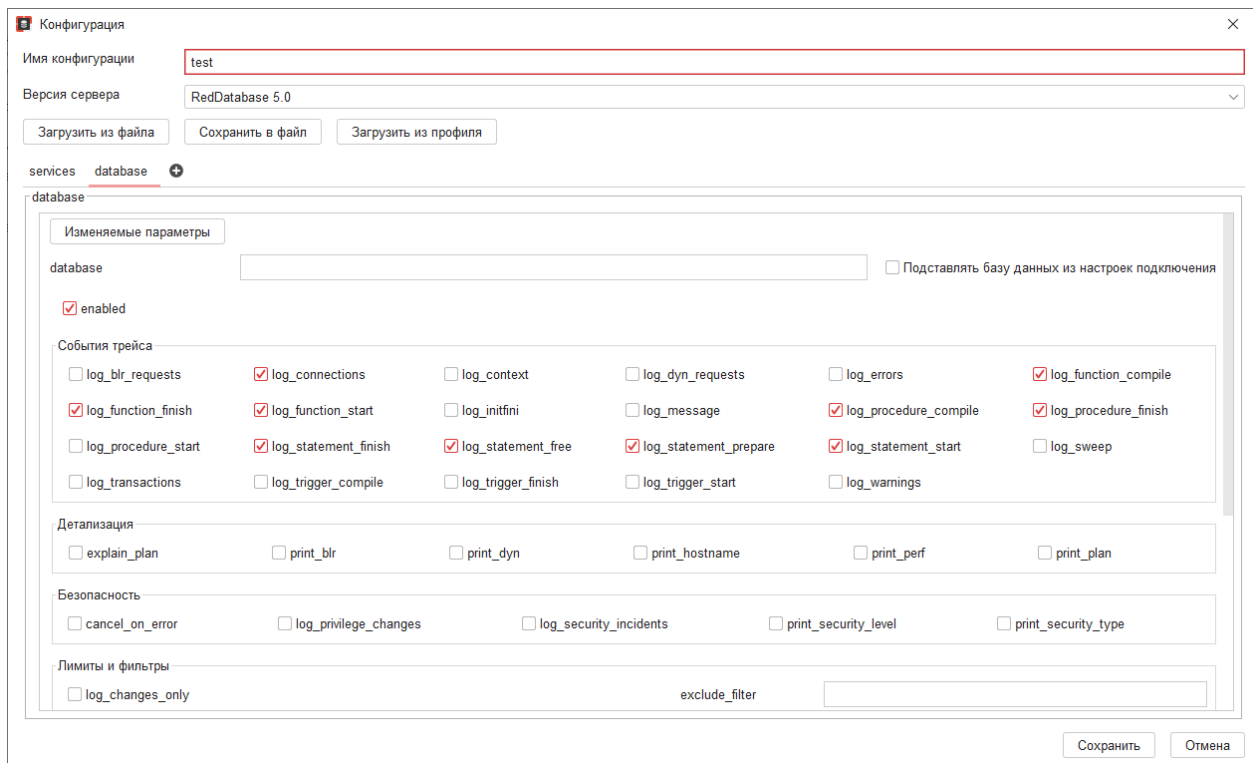 Конфигурация
Имя конфигурации test
Версия сервера RedDatabase 5.0
Загрузить из файла Сохранить в файл Загрузить из профиля
services database
database
Изменяемые параметры
database Подставлять базу данных из настроек подключения
enabled
События трейса
log_blr_requests log_connections log_context log_dyn_requests log_errors log_function_compile
log_function_finish log_function_start log_initfini log_message log_procedure_compile log_procedure_finish
log_procedure_start log_statement_finish log_statement_free log_statement_prepare log_statement_start log_sweep
log_transactions log_trigger_compile log_trigger_finish log_trigger_start log_warnings
Детализация
explain_plan print_blr print_dyn print_hostname print_perf print_plan
Безопасность
cancel_on_error log_privilege_changes log_security_incidents print_security_level print_security_type
Лимиты и фильтры
log_changes_only exclude_filter
Сохранить Отмена